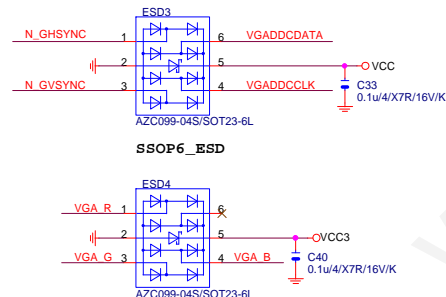 ESD3
N_GHSYNC 1 6 VGADDCDATA
2 5 VCC
N_GVSYNC 3 4 VGADDCCLK
C33
0.1u/4/X7R/16V/K
AZC099-04S/SOT23-6L
SSOP6_ESD
ESD4
VGA_R 1 6
2 5 VCC3
VGA_G 3 4 VGA_B
C40
0.1u/4/X7R/16V/K
AZC099-04S/SOT23-6L